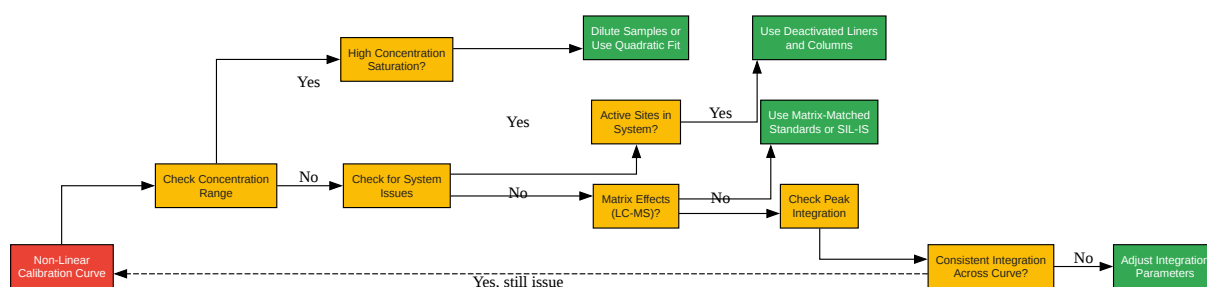 Dilute Samples or
Use Quadratic Fit
Use Deactivated Liners
and Columns
High Concentration
Saturation?
Yes
Active Sites in
System?
Yes
Yes
Use Matrix-Matched
Standards or SIL-IS
Check Concentration
Range
No
Check for System
Issues
No
Matrix Effects
(LC-MS)?
No
Check Peak
Integration
Non-Linear
Calibration Curve
Yes, still issue
Consistent Integration
Across Curve?
No
Adjust Integration
Parameters